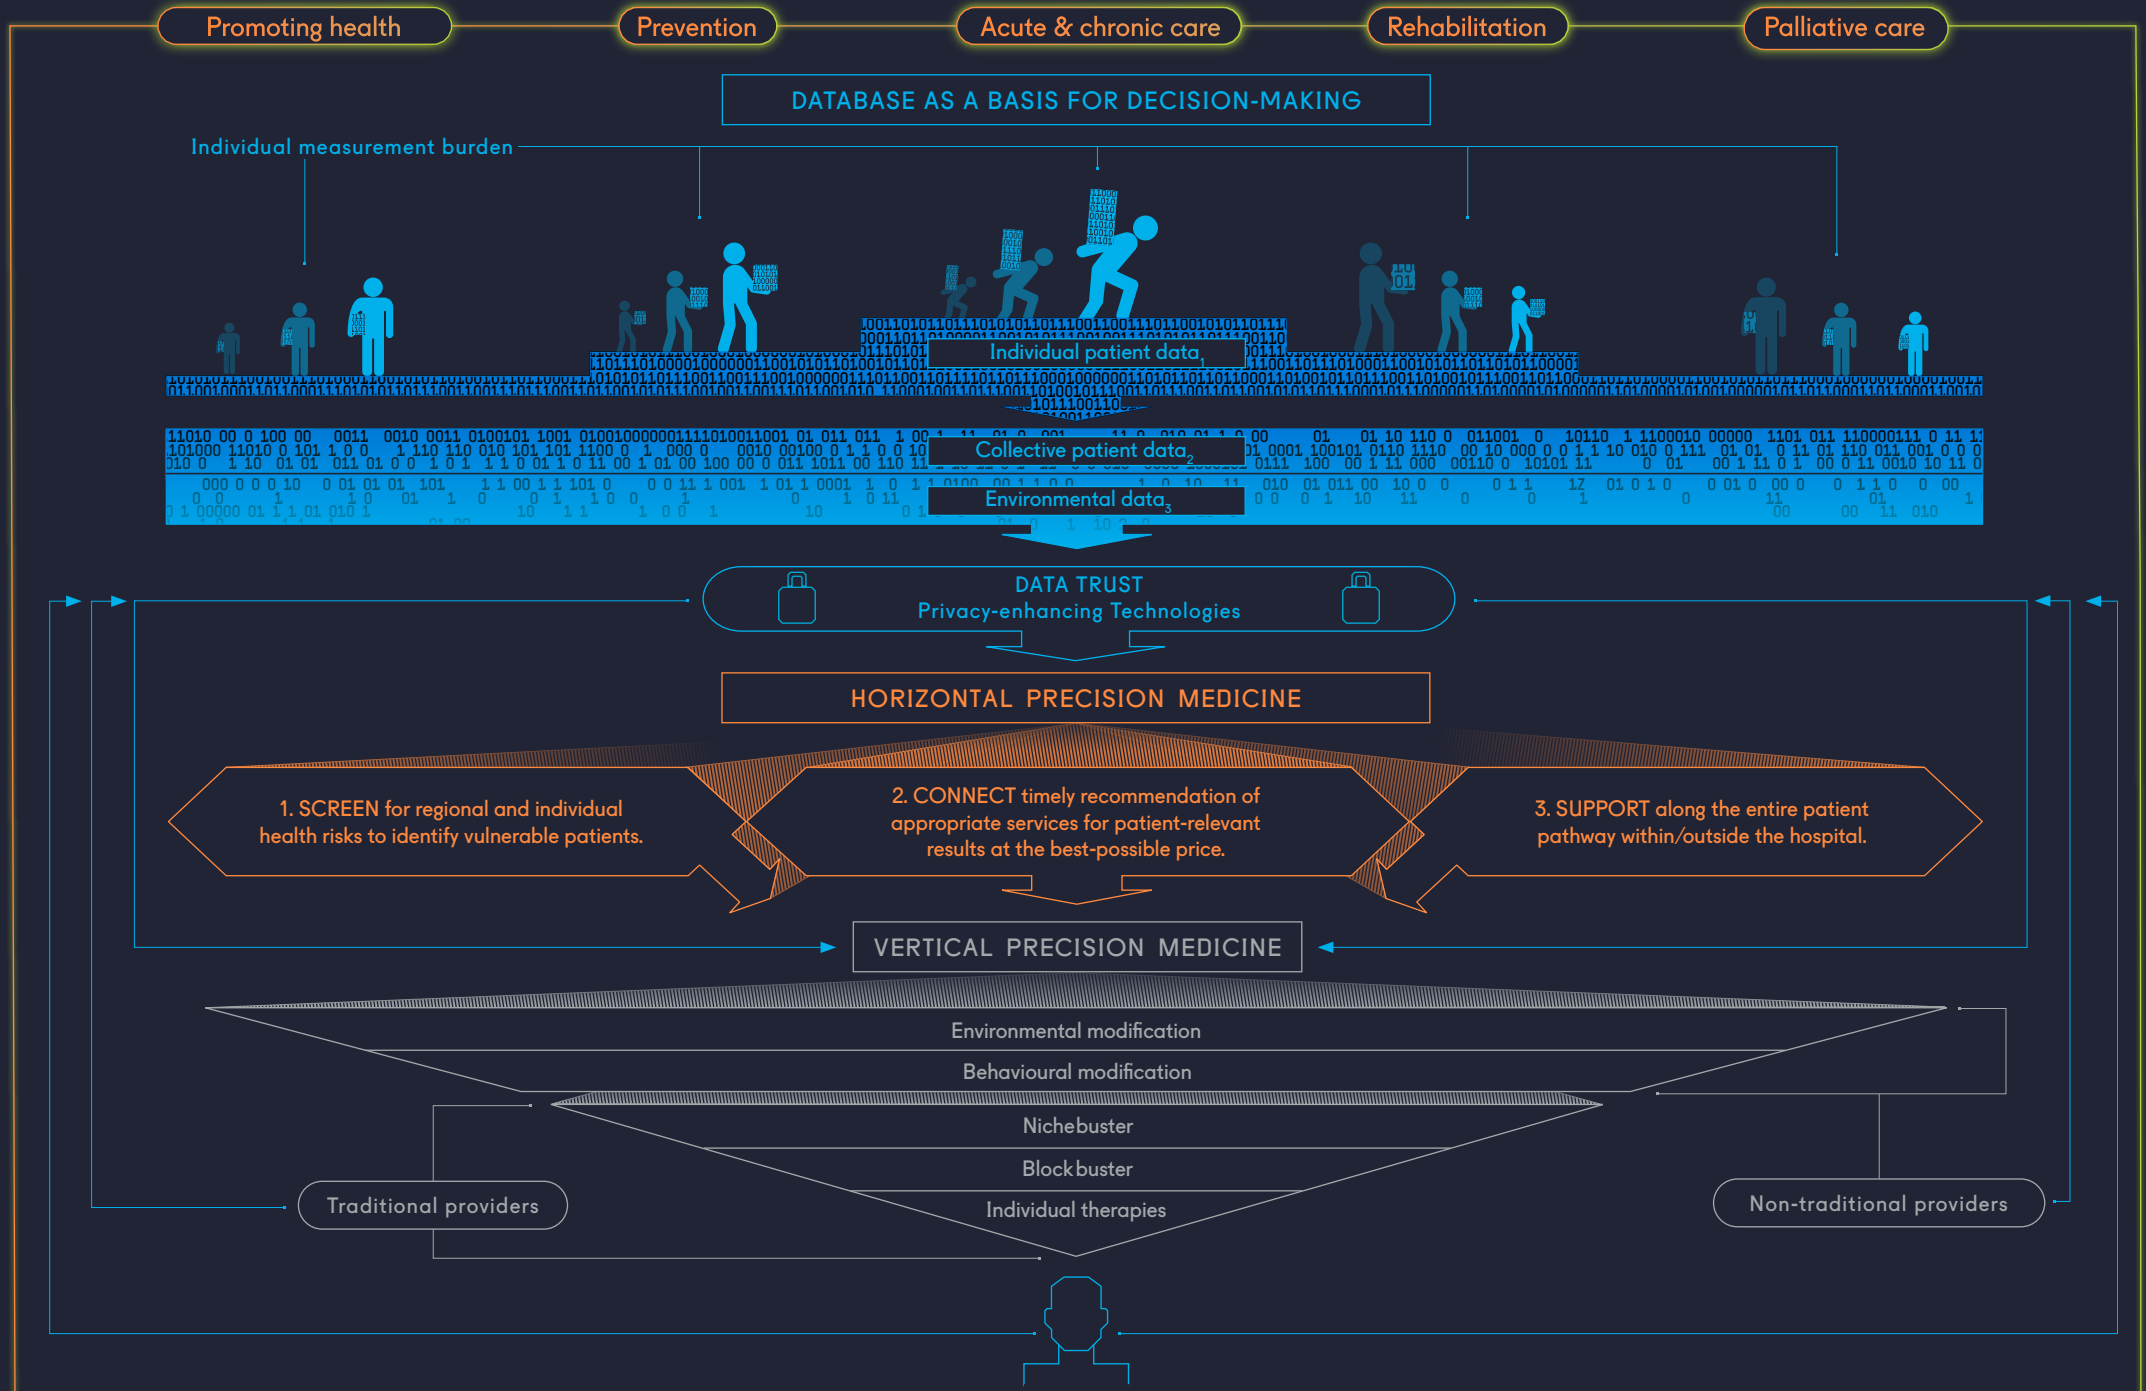 Promoting health
Prevention
Acute & chronic care
Rehabilitation
Palliative care
DATABASE AS A BASIS FOR DECISION-MAKING
Individual measurement burden
Individual patient data1
Collective patient data2
Environmental data3
DATA TRUST
Privacy-enhancing Technologies
HORIZONTAL PRECISION MEDICINE
1. SCREEN for regional and individual
health risks to identify vulnerable patients.
2. CONNECT timely recommendation of
appropriate services for patient-relevant
results at the best-possible price.
3. SUPPORT along the entire patient
pathway within/outside the hospital.
VERTICAL PRECISION MEDICINE
Environmental modification
Behavioural modification
Nichebuster
Blockbuster
Individual therapies
Traditional providers
Non-traditional providers